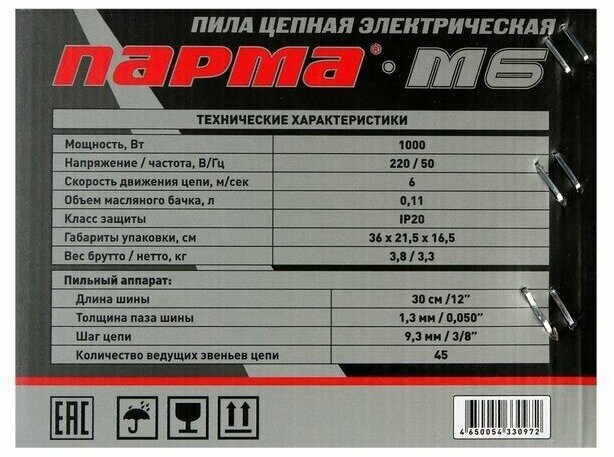 ПИЛА ЦЕПНАЯ ЭЛЕКТРИЧЕСКАЯ
ПАРМА® · М6
ТЕХНИЧЕСКИЕ ХАРАКТЕРИСТИКИ
Мощность, Вт 1000
Напряжение / частота, В/Гц 220 / 50
Скорость движения цепи, м/сек 6
Объем масляного бачка, л 0,11
Класс защиты IP20
Габариты упаковки, см 36 х 21,5 х 16,5
Вес брутто / нетто, кг 3,8 / 3,3
Пильный аппарат:
Длина шины 30 см /12”
Толщина паза шины 1,3 мм / 0,050”
Шаг цепи 9,3 мм / 3/8”
Количество ведущих звеньев цепи 45
EAC
4 650054 330972